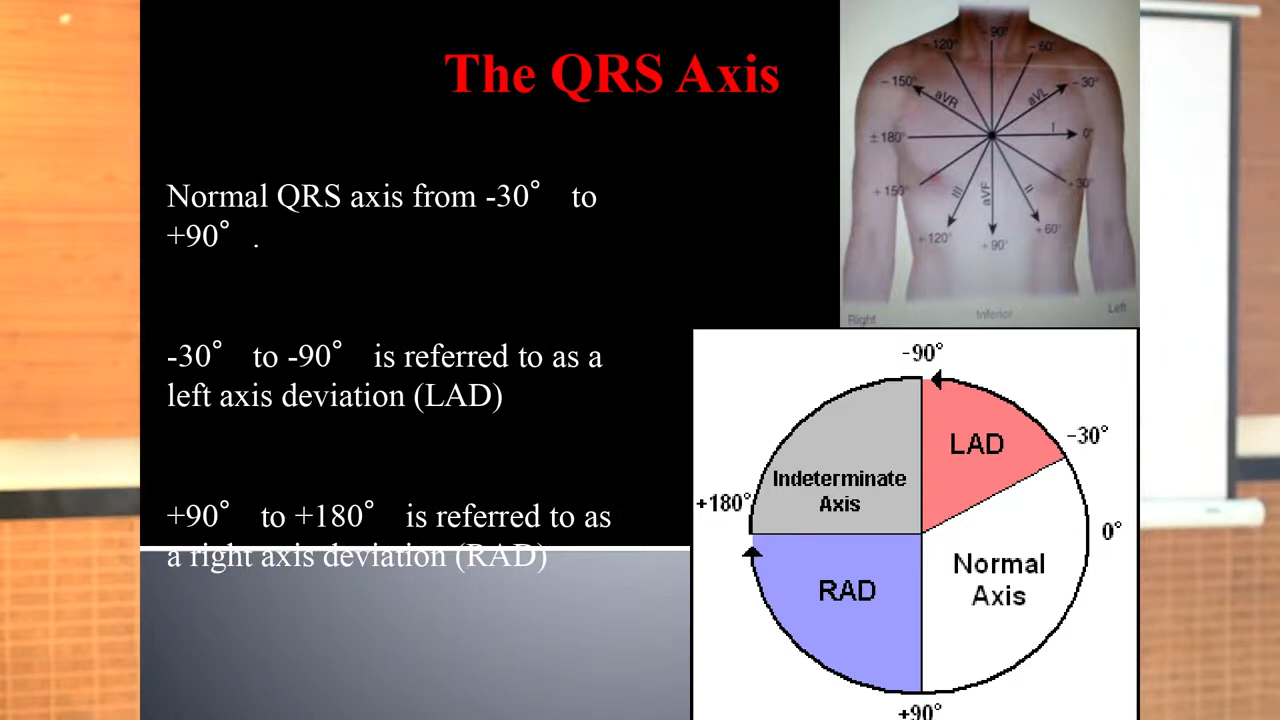 The QRS Axis
Normal QRS axis from -30° to
+90° .
-30° to -90° is referred to as a
left axis deviation (LAD)
+90° to +180° is referred to as
a right axis deviation (RAD)
-90°
-120°
-60°
-150°
-30°
aVR
aVL
I
±180°
0°
+150°
+30°
III
aVF
II
+120°
+60°
+90°
Right
Inferior
Left
-90°
LAD
-30°
Indeterminate
Axis
+180°
0°
RAD
Normal
Axis
+90°